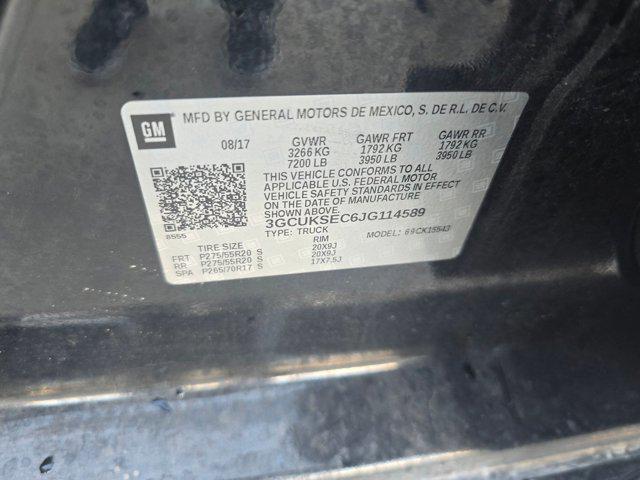 MFD BY GENERAL MOTORS DE MEXICO, S. DE R.L. DE C.V.
GM
08/17 GVWR GAWR FRT GAWR RR
3266 KG 1792 KG 1792 KG
7200 LB 3950 LB 3950 LB
THIS VEHICLE CONFORMS TO ALL
APPLICABLE U.S. FEDERAL MOTOR
VEHICLE SAFETY STANDARDS IN EFFECT
ON THE DATE OF MANUFACTURE
SHOWN ABOVE.
3GCUKSEC6JG114589
TYPE: TRUCK MODEL: 69CK15543
8555
TIRE SIZE RIM
FRT P275/55R20 S 20X9J
RR P275/55R20 S 20X9J
SPA P265/70R17 S 17X7.5J